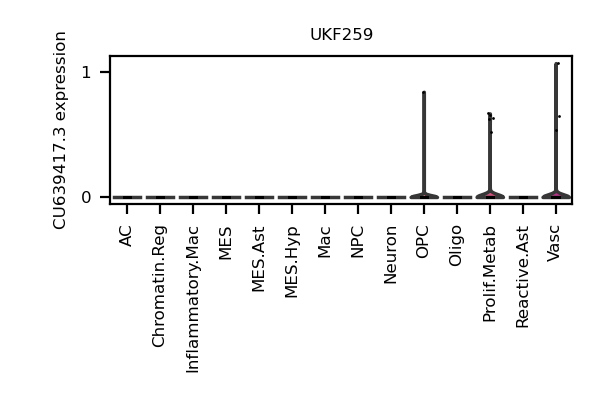 UKF259
CU639417.3 expression
1
0
AC
Chromatin.Reg
Inflammatory.Mac
MES
MES.Ast
MES.Hyp
Mac
NPC
Neuron
OPC
Oligo
Prolif.Metab
Reactive.Ast
Vasc